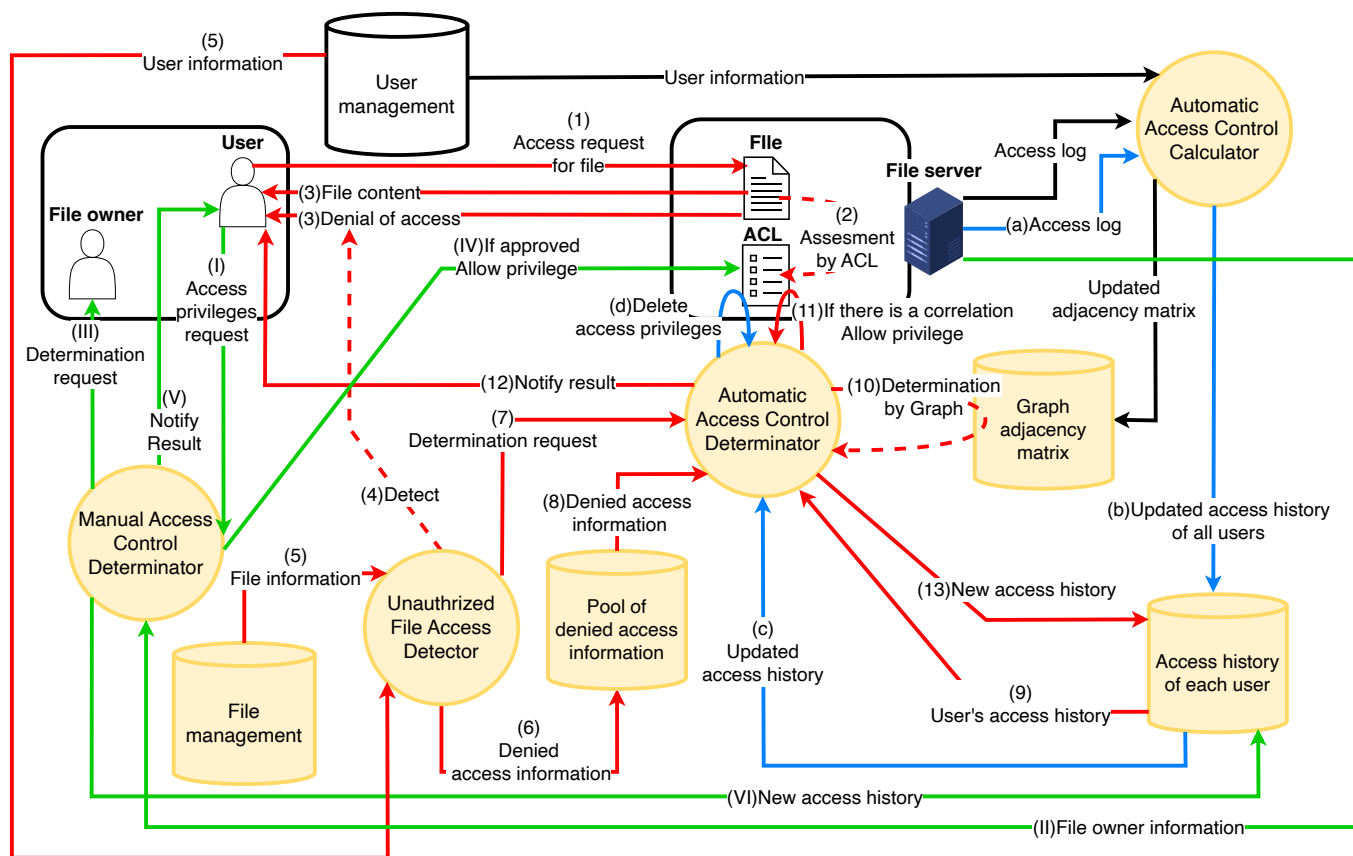 (5)
User information
User
management
User information
Automatic
Access Control
Calculator
User
(1)
Access request
for file
FIle
File server
Access log
(3)File content
(3)Denial of access
File owner
(2)
Assesment
by ACL
(a)Access log
ACL
(IV)If approved
Allow privilege
(I)
Access
privileges
request
(d)Delete
access privileges
(11)If there is a correlation
Allow privilege
Updated
adjacency matrix
(III)
Determination
request
(12)Notify result
Automatic
Access Control
Determinator
(10)Determination
by Graph
Graph
adjacency
matrix
(V)
Notify
Result
(7)
Determination request
(4)Detect
(8)Denied access
information
(b)Updated access history
of all users
Manual Access
Control
Determinator
(5)
File information
Unauthrized
File Access
Detector
Pool of
denied access
information
(13)New access history
(c)
Updated
access history
Access history
of each user
(9)
User's access history
File
management
(6)
Denied
access information
(VI)New access history
(II)File owner information